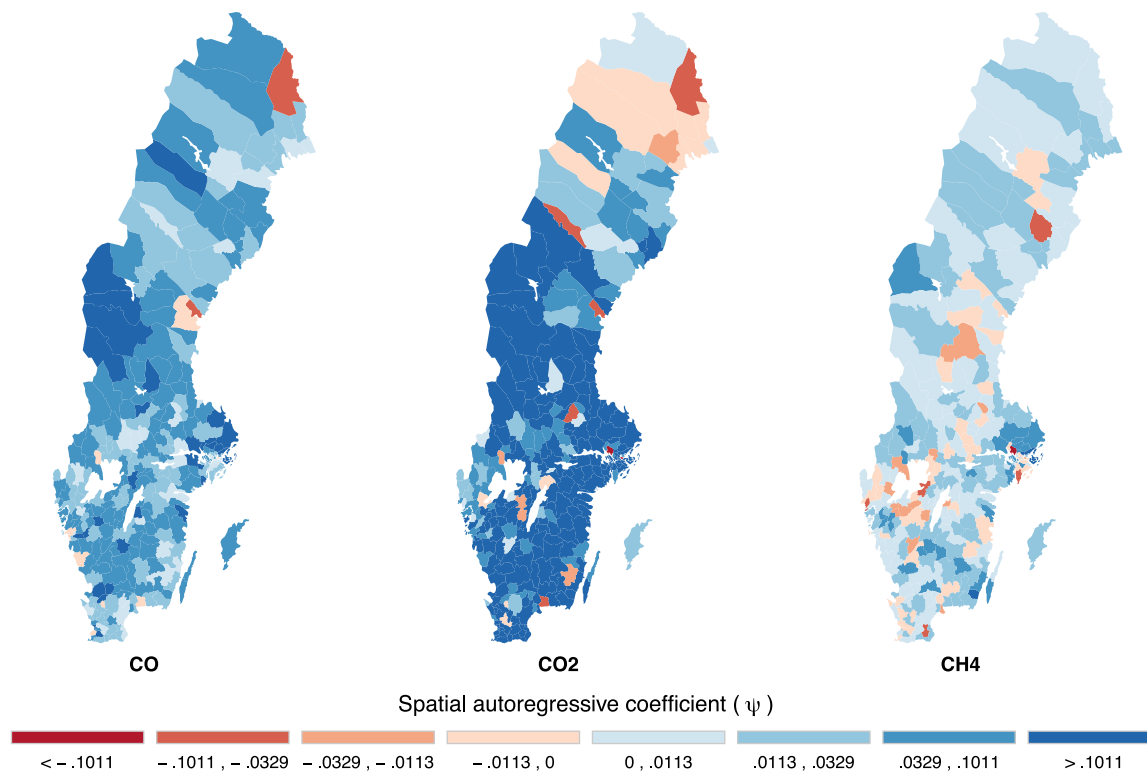 CO CO2 CH4
Spatial autoregressive coefficient ( ψ )
< − .1011 − .1011 , − .0329 − .0329 , − .0113 − .0113 , 0 0 , .0113 .0113 , .0329 .0329 , .1011 > .1011